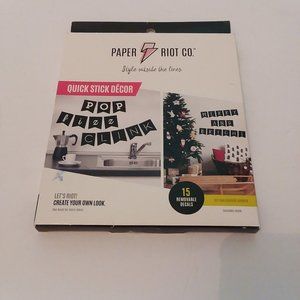 PAPER RIOT CO.™
Style outside the lines.
QUICK STICK DÉCOR
POP
fizz
CLINK
MERRY
AND
BRIGHT
LET'S RIOT!
CREATE YOUR OWN LOOK.
15
REMOVABLE
DECALS